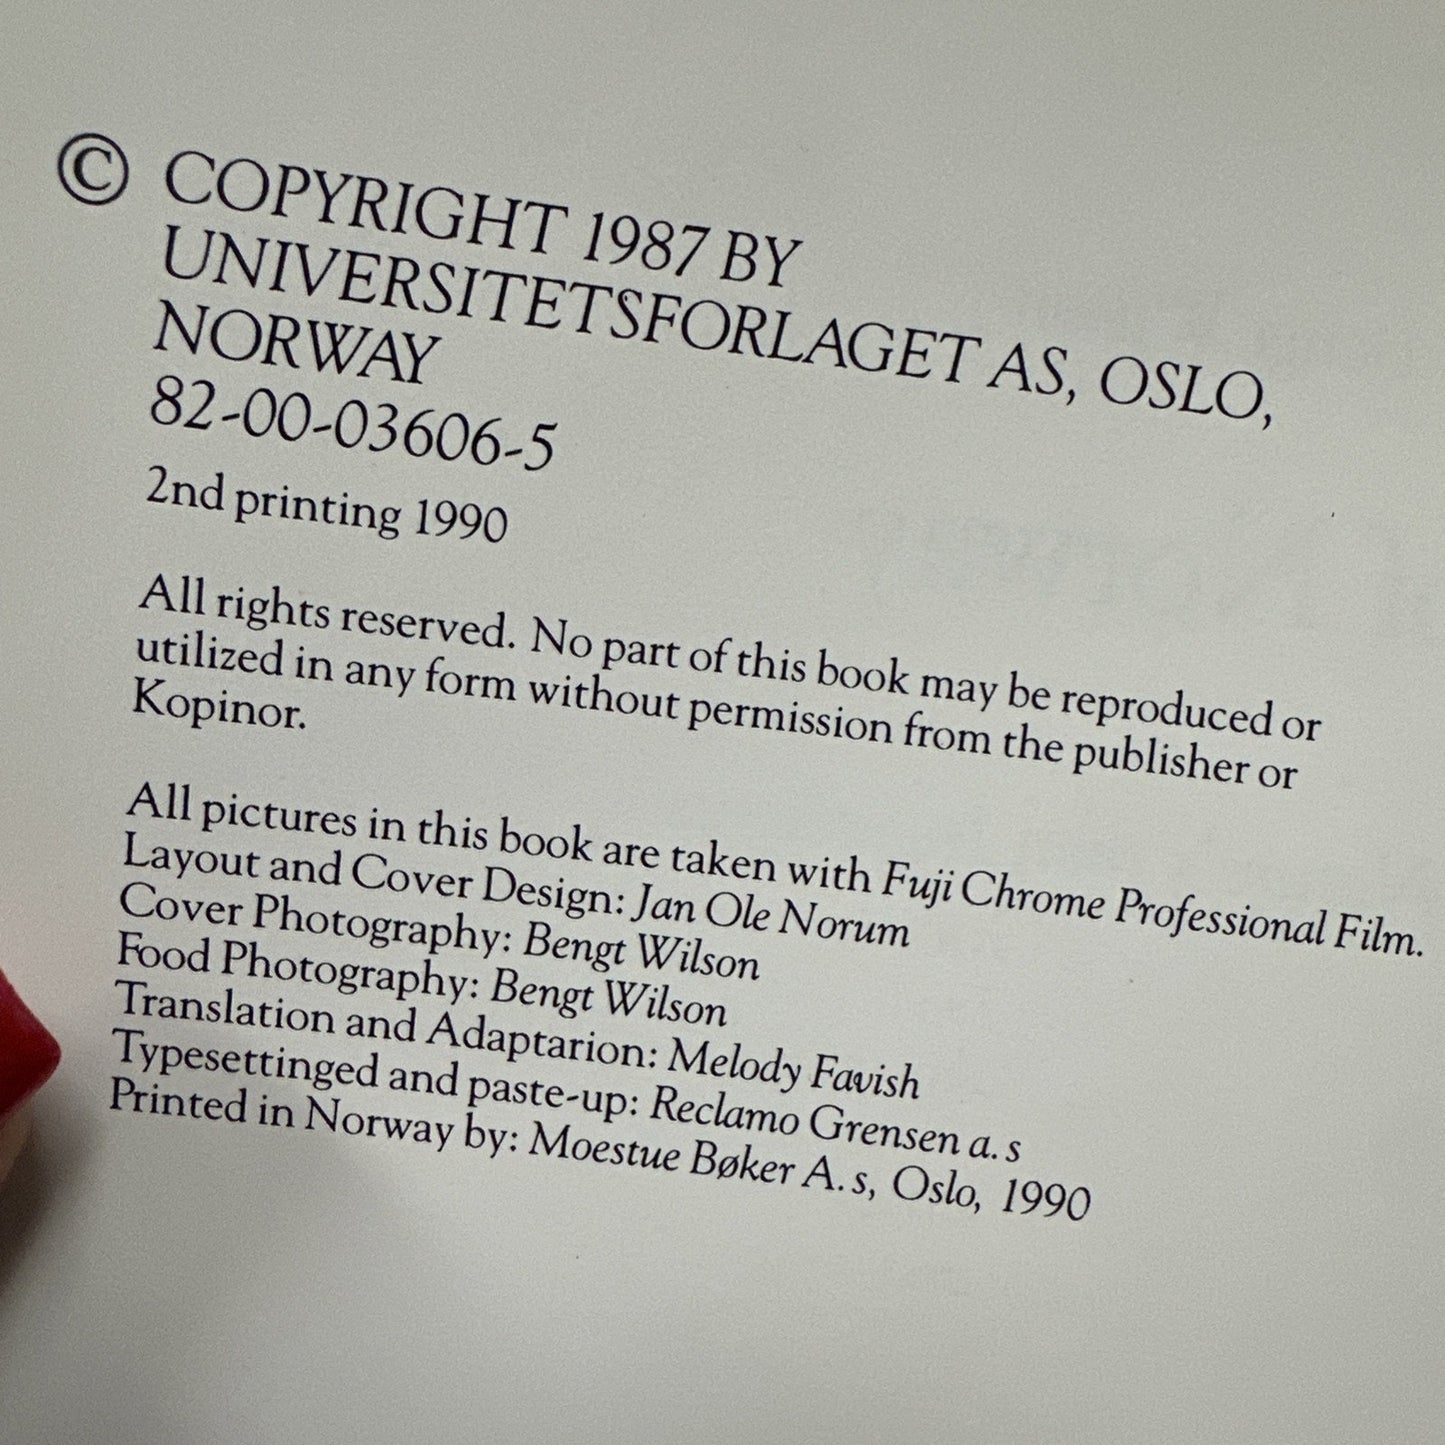 © COPYRIGHT 1987 BY
UNIVERSITETSFORLAGET AS, OSLO,
NORWAY
82-00-03606-5
2nd printing 1990
All rights reserved. No part of this book may be reproduced or
utilized in any form without permission from the publisher or
Kopinor.
All pictures in this book are taken with Fuji Chrome Professional Film.
Layout and Cover Design: Jan Ole Norum
Cover Photography: Bengt Wilson
Food Photography: Bengt Wilson
Translation and Adaptarion: Melody Favish
Typesettinged and paste-up: Reclamo Grensen a. s
Printed in Norway by: Moestue Bøker A. s, Oslo, 1990